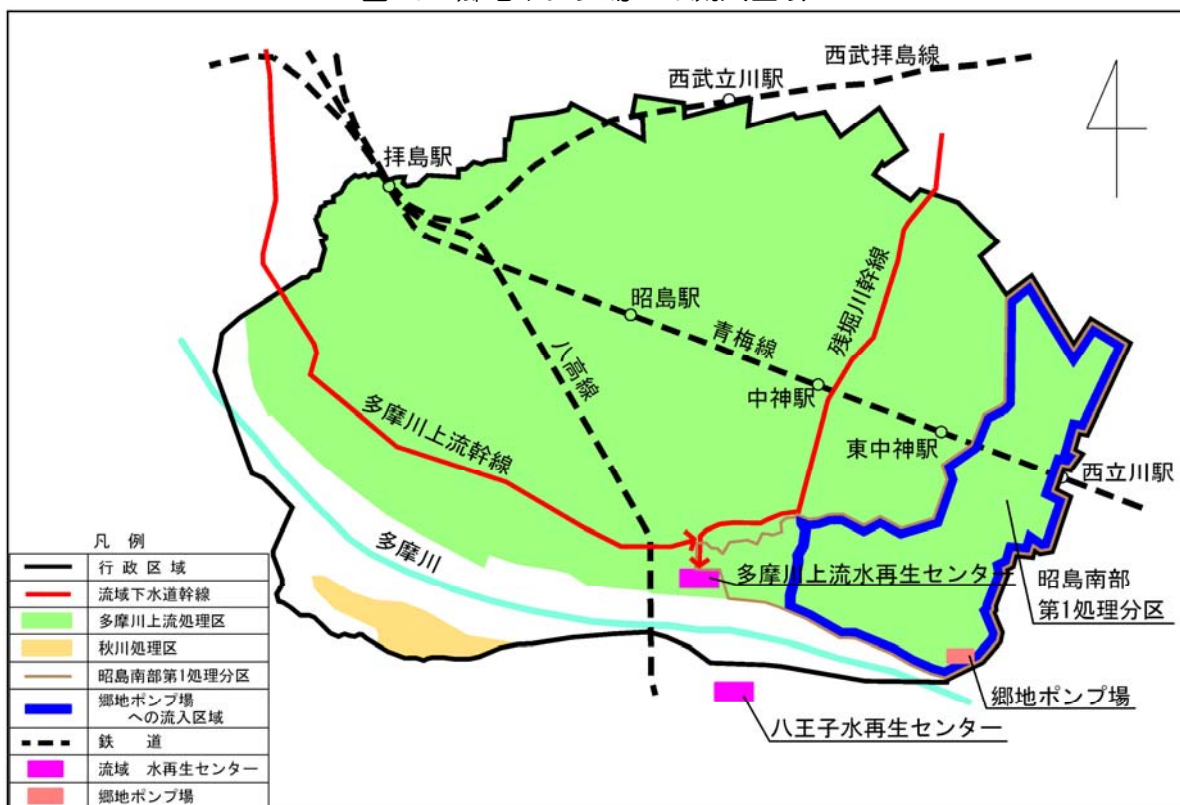 西武拝島線
西武立川駅
拝島駅
昭島駅
青梅線
残堀川幹線
八高線
中神駅
東中神駅
西立川駅
多摩川上流幹線
多摩川
多摩川上流水再生センター
昭島南部
第1処理分区
郷地ポンプ場
八王子水再生センター
凡 例
行 政 区 域
流域下水道幹線
多摩川上流処理区
秋川処理区
昭島南部第1処理分区
郷地ポンプ場
への流入区域
鉄 道
流域 水再生センター
郷地ポンプ場